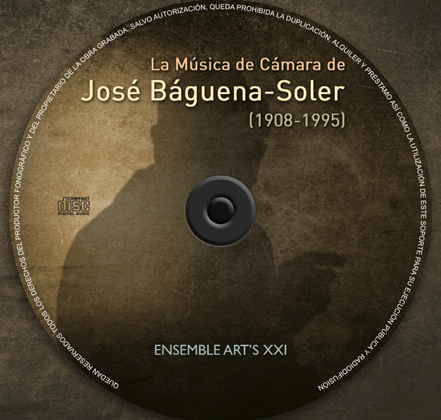 La Música de Cámara de
José Báguena-Soler
(1908-1995)
COMPACT
disc
DIGITAL AUDIO
ENSEMBLE ART'S XXI
QUEDAN RESERVADOS TODOS LOS DERECHOS DEL PRODUCTOR FONOGRÁFICO Y DEL PROPIETARIO DE LA OBRA GRABADA. SALVO AUTORIZACIÓN, QUEDA PROHIBIDA LA DUPLICACIÓN, ALQUILER Y PRÉSTAMO ASÍ COMO LA UTILIZACIÓN DE ESTE SOPORTE PARA SU EJECUCIÓN PÚBLICA Y RADIODIFUSIÓN